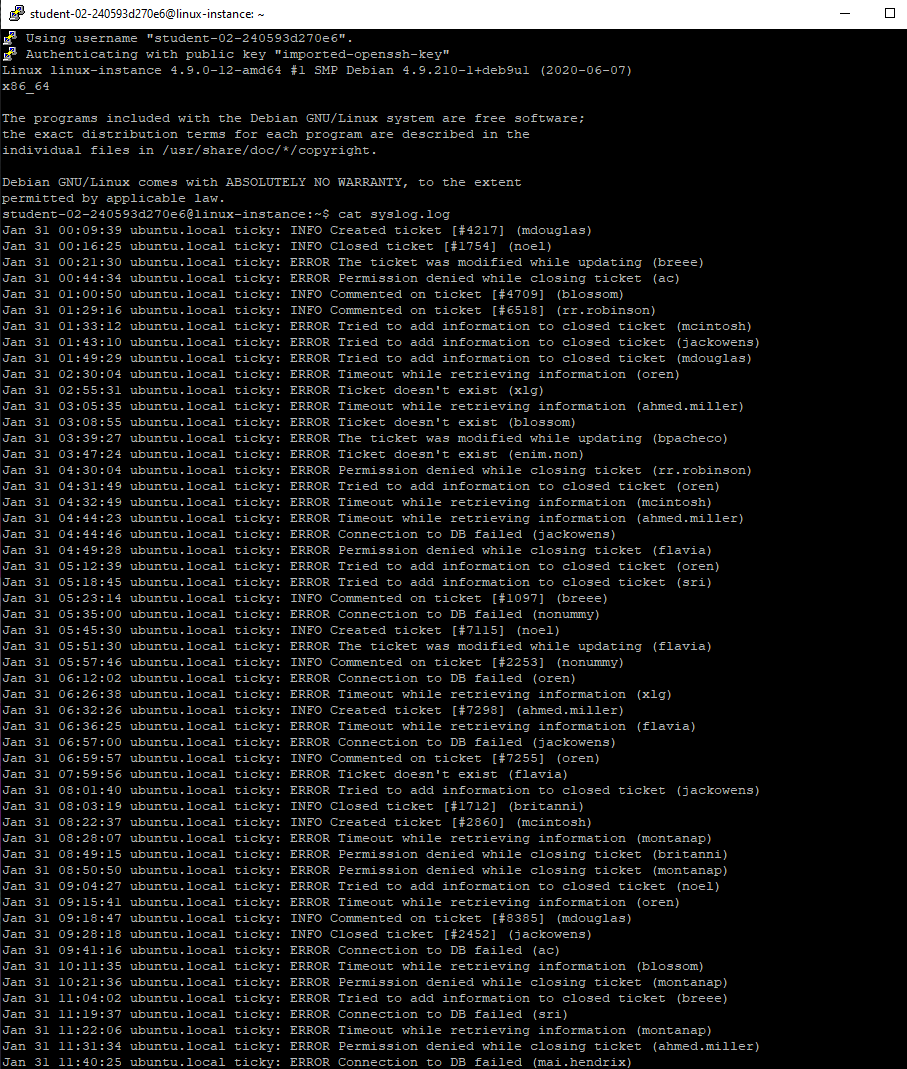 student-02-240593d270e6@linux-instance: ~
Using username "student-02-240593d270e6".
Authenticating with public key "imported-openssh-key"
Linux linux-instance 4.9.0-12-amd64 #1 SMP Debian 4.9.210-1+deb9u1 (2020-06-07)
x86_64
The programs included with the Debian GNU/Linux system are free software;
the exact distribution terms for each program are described in the
individual files in /usr/share/doc/*/copyright.
Debian GNU/Linux comes with ABSOLUTELY NO WARRANTY, to the extent
permitted by applicable law.
student-02-240593d270e6@linux-instance:~$ cat syslog.log
Jan 31 00:09:39 ubuntu.local ticky: INFO Created ticket [#4217] (mdouglas)
Jan 31 00:16:25 ubuntu.local ticky: INFO Closed ticket [#1754] (noel)
Jan 31 00:21:30 ubuntu.local ticky: ERROR The ticket was modified while updating (breee)
Jan 31 00:44:34 ubuntu.local ticky: ERROR Permission denied while closing ticket (ac)
Jan 31 01:00:50 ubuntu.local ticky: INFO Commented on ticket [#4709] (blossom)
Jan 31 01:29:16 ubuntu.local ticky: INFO Commented on ticket [#6518] (rr.robinson)
Jan 31 01:33:12 ubuntu.local ticky: ERROR Tried to add information to closed ticket (mcintosh)
Jan 31 01:43:10 ubuntu.local ticky: ERROR Tried to add information to closed ticket (jackowens)
Jan 31 01:49:29 ubuntu.local ticky: ERROR Tried to add information to closed ticket (mdouglas)
Jan 31 02:30:04 ubuntu.local ticky: ERROR Timeout while retrieving information (oren)
Jan 31 02:55:31 ubuntu.local ticky: ERROR Ticket doesn't exist (xlg)
Jan 31 03:05:35 ubuntu.local ticky: ERROR Timeout while retrieving information (ahmed.miller)
Jan 31 03:08:55 ubuntu.local ticky: ERROR Ticket doesn't exist (blossom)
Jan 31 03:39:27 ubuntu.local ticky: ERROR The ticket was modified while updating (bpacheco)
Jan 31 03:47:24 ubuntu.local ticky: ERROR Ticket doesn't exist (enim.non)
Jan 31 04:30:04 ubuntu.local ticky: ERROR Permission denied while closing ticket (rr.robinson)
Jan 31 04:31:49 ubuntu.local ticky: ERROR Tried to add information to closed ticket (oren)
Jan 31 04:32:49 ubuntu.local ticky: ERROR Timeout while retrieving information (mcintosh)
Jan 31 04:44:23 ubuntu.local ticky: ERROR Timeout while retrieving information (ahmed.miller)
Jan 31 04:44:46 ubuntu.local ticky: ERROR Connection to DB failed (jackowens)
Jan 31 04:49:28 ubuntu.local ticky: ERROR Permission denied while closing ticket (flavia)
Jan 31 05:12:39 ubuntu.local ticky: ERROR Tried to add information to closed ticket (oren)
Jan 31 05:18:45 ubuntu.local ticky: ERROR Tried to add information to closed ticket (sri)
Jan 31 05:23:14 ubuntu.local ticky: INFO Commented on ticket [#1097] (breee)
Jan 31 05:35:00 ubuntu.local ticky: ERROR Connection to DB failed (nonummy)
Jan 31 05:45:30 ubuntu.local ticky: INFO Created ticket [#7115] (noel)
Jan 31 05:51:30 ubuntu.local ticky: ERROR The ticket was modified while updating (flavia)
Jan 31 05:57:46 ubuntu.local ticky: INFO Commented on ticket [#2253] (nonummy)
Jan 31 06:12:02 ubuntu.local ticky: ERROR Connection to DB failed (oren)
Jan 31 06:26:38 ubuntu.local ticky: ERROR Timeout while retrieving information (xlg)
Jan 31 06:32:26 ubuntu.local ticky: INFO Created ticket [#7298] (ahmed.miller)
Jan 31 06:36:25 ubuntu.local ticky: ERROR Timeout while retrieving information (flavia)
Jan 31 06:57:00 ubuntu.local ticky: ERROR Connection to DB failed (jackowens)
Jan 31 06:59:57 ubuntu.local ticky: INFO Commented on ticket [#7255] (oren)
Jan 31 07:59:56 ubuntu.local ticky: ERROR Ticket doesn't exist (flavia)
Jan 31 08:01:40 ubuntu.local ticky: ERROR Tried to add information to closed ticket (jackowens)
Jan 31 08:03:19 ubuntu.local ticky: INFO Closed ticket [#1712] (britanni)
Jan 31 08:22:37 ubuntu.local ticky: INFO Created ticket [#2860] (mcintosh)
Jan 31 08:28:07 ubuntu.local ticky: ERROR Timeout while retrieving information (montanap)
Jan 31 08:49:15 ubuntu.local ticky: ERROR Permission denied while closing ticket (britanni)
Jan 31 08:50:50 ubuntu.local ticky: ERROR Permission denied while closing ticket (montanap)
Jan 31 09:04:27 ubuntu.local ticky: ERROR Tried to add information to closed ticket (noel)
Jan 31 09:15:41 ubuntu.local ticky: ERROR Timeout while retrieving information (oren)
Jan 31 09:18:47 ubuntu.local ticky: INFO Commented on ticket [#8385] (mdouglas)
Jan 31 09:28:18 ubuntu.local ticky: INFO Closed ticket [#2452] (jackowens)
Jan 31 09:41:16 ubuntu.local ticky: ERROR Connection to DB failed (ac)
Jan 31 10:11:35 ubuntu.local ticky: ERROR Timeout while retrieving information (blossom)
Jan 31 10:21:36 ubuntu.local ticky: ERROR Permission denied while closing ticket (montanap)
Jan 31 11:04:02 ubuntu.local ticky: ERROR Tried to add information to closed ticket (breee)
Jan 31 11:19:37 ubuntu.local ticky: ERROR Connection to DB failed (sri)
Jan 31 11:22:06 ubuntu.local ticky: ERROR Timeout while retrieving information (montanap)
Jan 31 11:31:34 ubuntu.local ticky: ERROR Permission denied while closing ticket (ahmed.miller)
Jan 31 11:40:25 ubuntu.local ticky: ERROR Connection to DB failed (mai.hendrix)